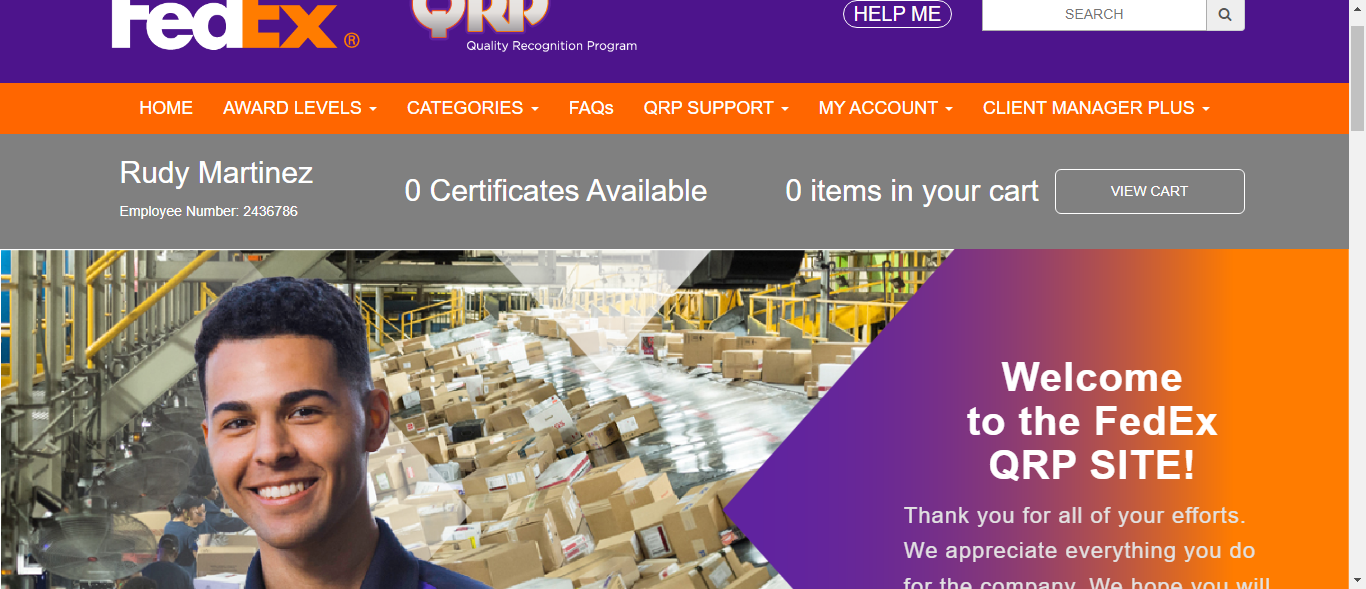 FedEx®
QRP
Quality Recognition Program
HELP ME
SEARCH
HOME AWARD LEVELS CATEGORIES FAQs QRP SUPPORT MY ACCOUNT CLIENT MANAGER PLUS
Rudy Martinez
Employee Number: 2436786
0 Certificates Available
0 items in your cart
VIEW CART
Welcome
to the FedEx
QRP SITE!
Thank you for all of your efforts.
We appreciate everything you do
for the company. We hope you will